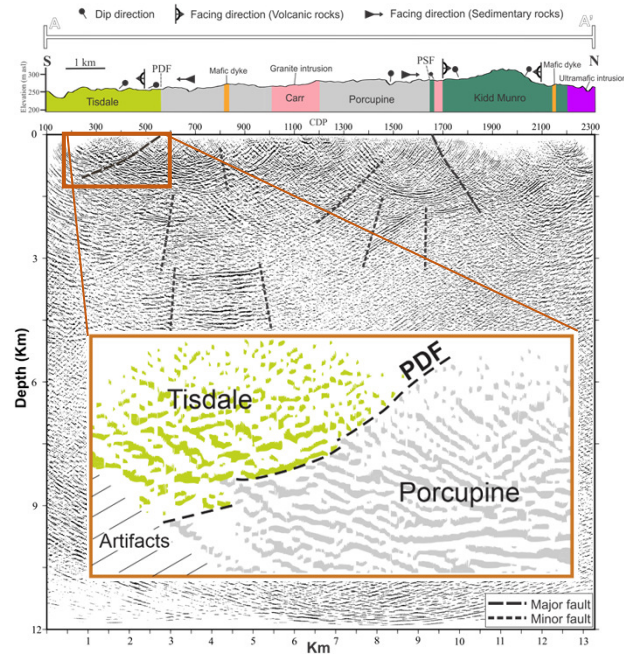 A A'
Dip direction Facing direction (Volcanic rocks) Facing direction (Sedimentary rocks)
S 1 km PDF Mafic dyke Granite intrusion PSF Mafic dyke N
Elevation (m asl)
300
250
200
Tisdale Carr Porcupine Kidd Munro Ultramafic intrusion
CDP
100 300 500 700 900 1100 1300 1500 1700 1900 2100 2300
0
3
6
9
12
Depth (Km)
PDF
Tisdale
Porcupine
Artifacts
Major fault
Minor fault
1 2 3 4 5 6 7 8 9 10 11 12 13
Km